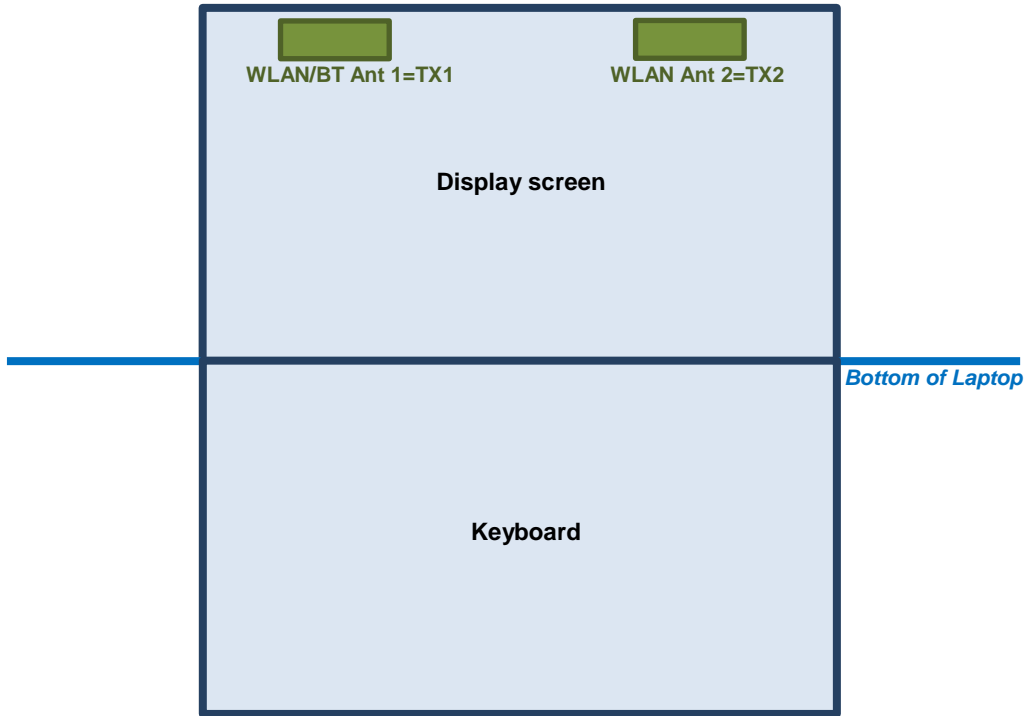 WLAN/BT Ant 1=TX1
WLAN Ant 2=TX2
Display screen
Bottom of Laptop
Keyboard